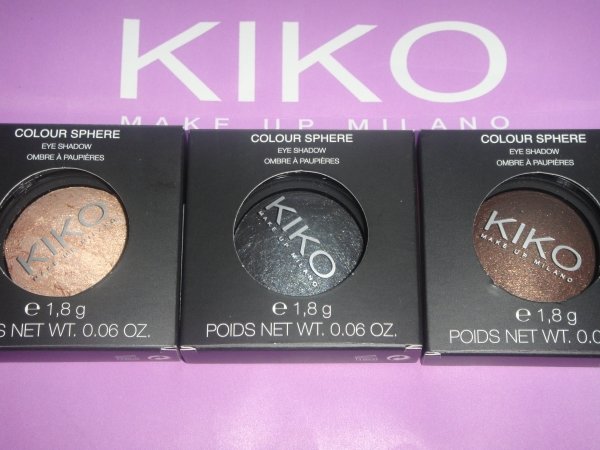 KIKO
MAKE UP MILANO
COLOUR SPHERE
EYE SHADOW
OMBRE À PAUPIÈRES
KIKO
℮ 1,8 g
S NET WT. 0.06 OZ.
COLOUR SPHERE
EYE SHADOW
OMBRE À PAUPIÈRES
KIKO
MAKE UP MILANO
℮ 1,8 g
POIDS NET WT. 0.06 OZ.
COLOUR SPHERE
EYE SHADOW
OMBRE À PAUPIÈRES
KIKO
MAKE UP MILANO
℮ 1,8 g
POIDS NET WT. 0.0